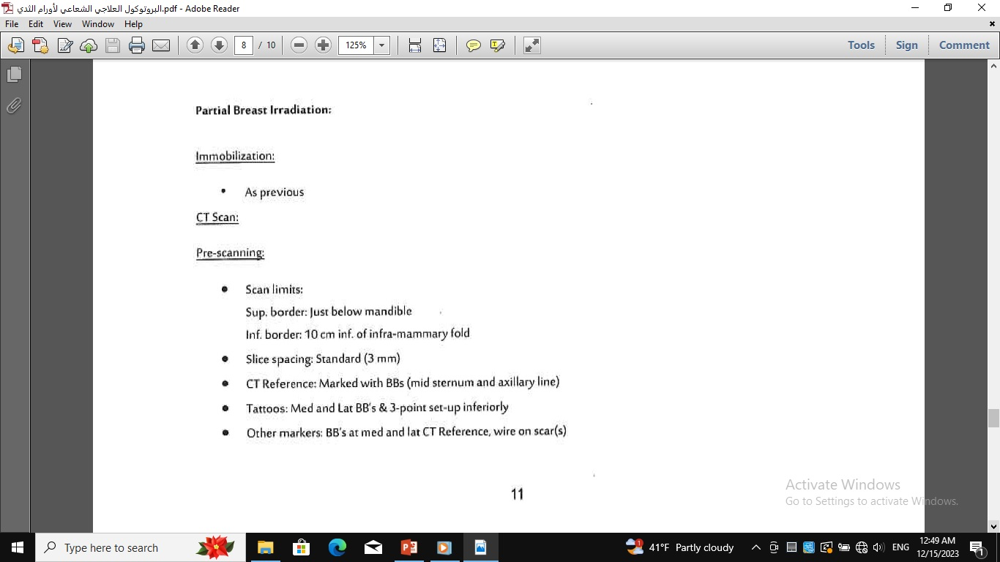 البروتوكول العلاجي الشعاعي لأورام الثدي.pdf - Adobe Reader
File Edit View Window Help
8 / 10 125% Tools Sign Comment
Partial Breast Irradiation:
Immobilization:
• As previous
CT Scan:
Pre-scanning:
• Scan limits:
Sup. border: Just below mandible
Inf. border: 10 cm inf. of infra-mammary fold
• Slice spacing: Standard (3 mm)
• CT Reference: Marked with BBs (mid sternum and axillary line)
• Tattoos: Med and Lat BB's & 3-point set-up inferiorly
• Other markers: BB's at med and lat CT Reference, wire on scar(s)
11
Activate Windows
Go to Settings to activate Windows.
Type here to search 41°F Partly cloudy ENG 12:49 AM
12/15/2023